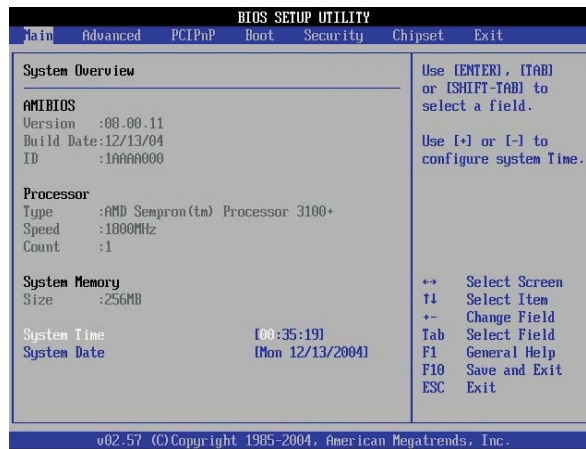 BIOS SETUP UTILITY
Main Advanced PCIPnP Boot Security Chipset Exit
System Overview
AMIBIOS
Version :08.00.11
Build Date:12/13/04
ID :1AAAA000
Processor
Type :AMD Sempron(tm) Processor 3100+
Speed :1800MHz
Count :1
System Memory
Size :256MB
System Time [00:35:19]
System Date [Mon 12/13/2004]
Use [ENTER], [TAB]
or [SHIFT-TAB] to
select a field.
Use [+] or [-] to
configure system Time.
↔ Select Screen
↑↓ Select Item
+- Change Field
Tab Select Field
F1 General Help
F10 Save and Exit
ESC Exit
v02.57 (C)Copyright 1985-2004, American Megatrends, Inc.